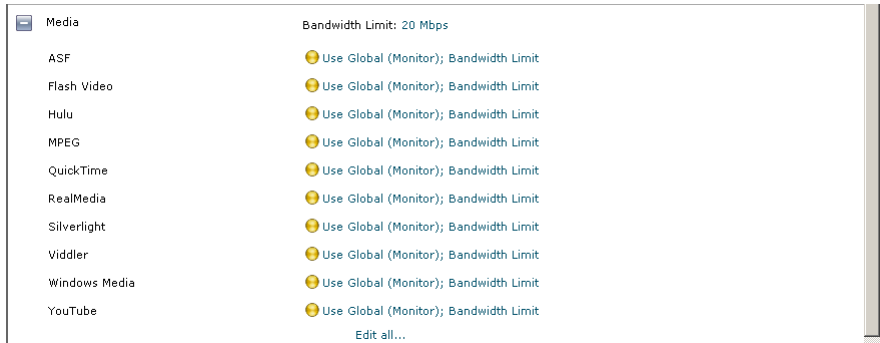 Media Bandwidth Limit: 20 Mbps
ASF Use Global (Monitor); Bandwidth Limit
Flash Video Use Global (Monitor); Bandwidth Limit
Hulu Use Global (Monitor); Bandwidth Limit
MPEG Use Global (Monitor); Bandwidth Limit
QuickTime Use Global (Monitor); Bandwidth Limit
RealMedia Use Global (Monitor); Bandwidth Limit
Silverlight Use Global (Monitor); Bandwidth Limit
Viddler Use Global (Monitor); Bandwidth Limit
Windows Media Use Global (Monitor); Bandwidth Limit
YouTube Use Global (Monitor); Bandwidth Limit
Edit all...